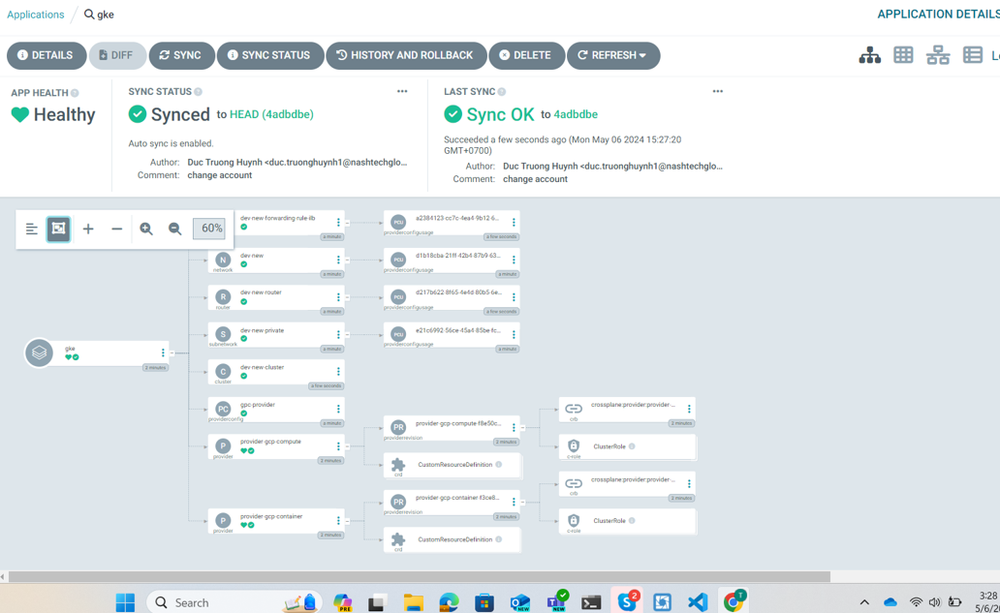 Applications
gke
APPLICATION DETAILS
DETAILS
DIFF
SYNC
SYNC STATUS
HISTORY AND ROLLBACK
DELETE
REFRESH
APP HEALTH
Healthy
SYNC STATUS
Synced to HEAD (4adbdbe)
Auto sync is enabled.
Author: Duc Truong Huynh <duc.truonghuynh1@nashtechglo...
Comment: change account
LAST SYNC
Sync OK to 4adbdbe
Succeeded a few seconds ago (Mon May 06 2024 15:27:20
GMT+0700)
Author: Duc Truong Huynh <duc.truonghuynh1@nashtechglo...
Comment: change account
60%
dev-new-forwarding-rule-ilb
a minute
a2384123-cc7c-4ea4-9b12-6...
PCU
providerconfigusage
a few seconds
N
network
dev-new
a minute
PCU
providerconfigusage
d1b18cba-21ff-42b4-87b9-63...
a minute
R
router
dev-new-router
a minute
PCU
providerconfigusage
d217b622-8f65-4e4d-80b5-6e...
a few seconds
S
subnetwork
dev-new-private
a minute
PCU
providerconfigusage
e21c6992-56ce-45a4-85be-fc...
a minute
gke
2 minutes
C
cluster
dev-new-cluster
a few seconds
PC
providerconfig
gpc-provider
a minute
P
provider
provider-gcp-compute
2 minutes
PR
providerrevision
provider-gcp-compute-f8e50c...
2 minutes
crb
crossplane:provider:provider-...
2 minutes
c-role
ClusterRole
crd
CustomResourceDefinition
P
provider
provider-gcp-container
2 minutes
PR
providerrevision
provider-gcp-container-f3ce8...
2 minutes
crb
crossplane:provider:provider-...
2 minutes
c-role
ClusterRole
crd
CustomResourceDefinition
Search
PRE
NEW
NEW
2
T
3:28